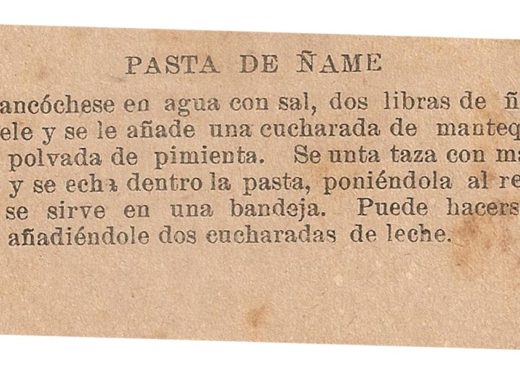 PASTA DE ÑAME
ancóchese en agua con sal, dos libras de ñ
ele y se le añade una cucharada de manteq
polvada de pimienta. Se unta taza con ma
y se echa dentro la pasta, poniéndola al re
se sirve en una bandeja. Puede hacers
añadiéndole dos cucharadas de leche.